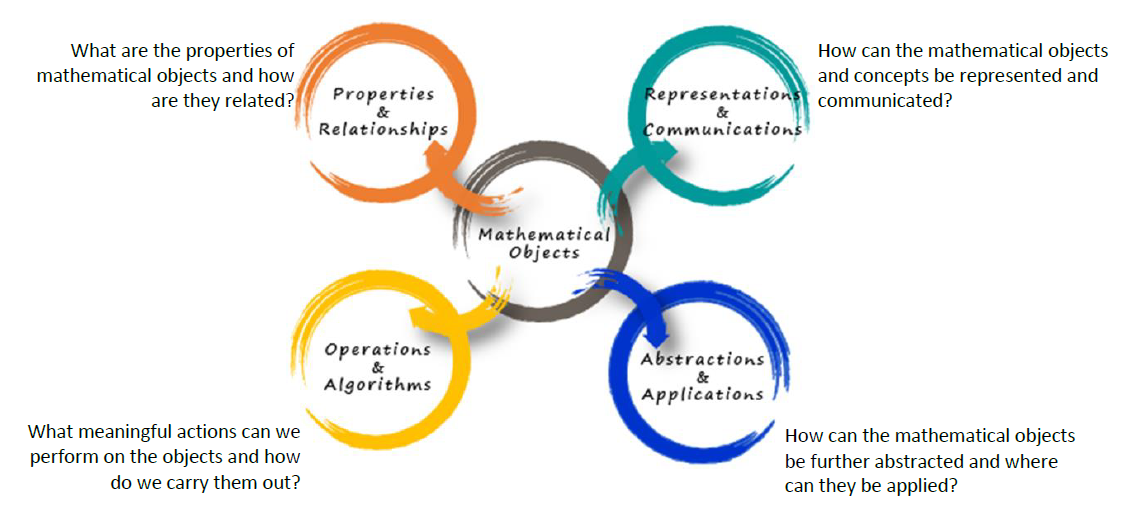 What are the properties of
mathematical objects and how
are they related?
Properties
&
Relationships
How can the mathematical objects
and concepts be represented and
communicated?
Representations
&
Communications
Mathematical
Objects
Operations
&
Algorithms
What meaningful actions can we
perform on the objects and how
do we carry them out?
Abstractions
&
Applications
How can the mathematical objects
be further abstracted and where
can they be applied?